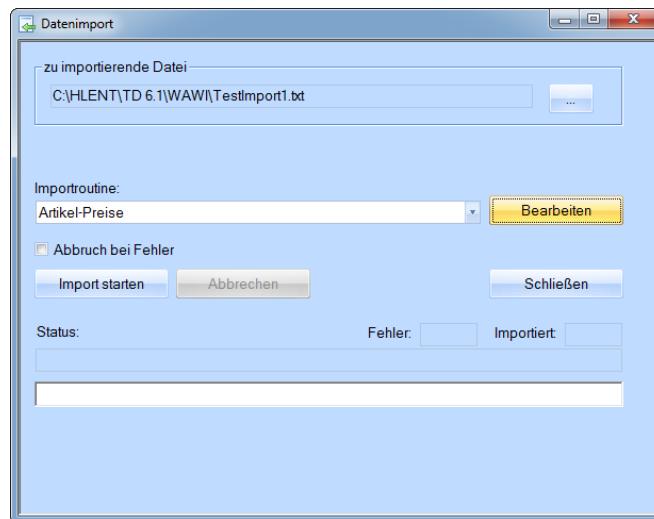 Datenimport
zu importierende Datei
C:\HLENT\TD 6.1\WAWI\TestImport1.txt
...
Importroutine:
Artikel-Preise
Bearbeiten
Abbruch bei Fehler
Import starten
Abbrechen
Schließen
Status:
Fehler:
Importiert: